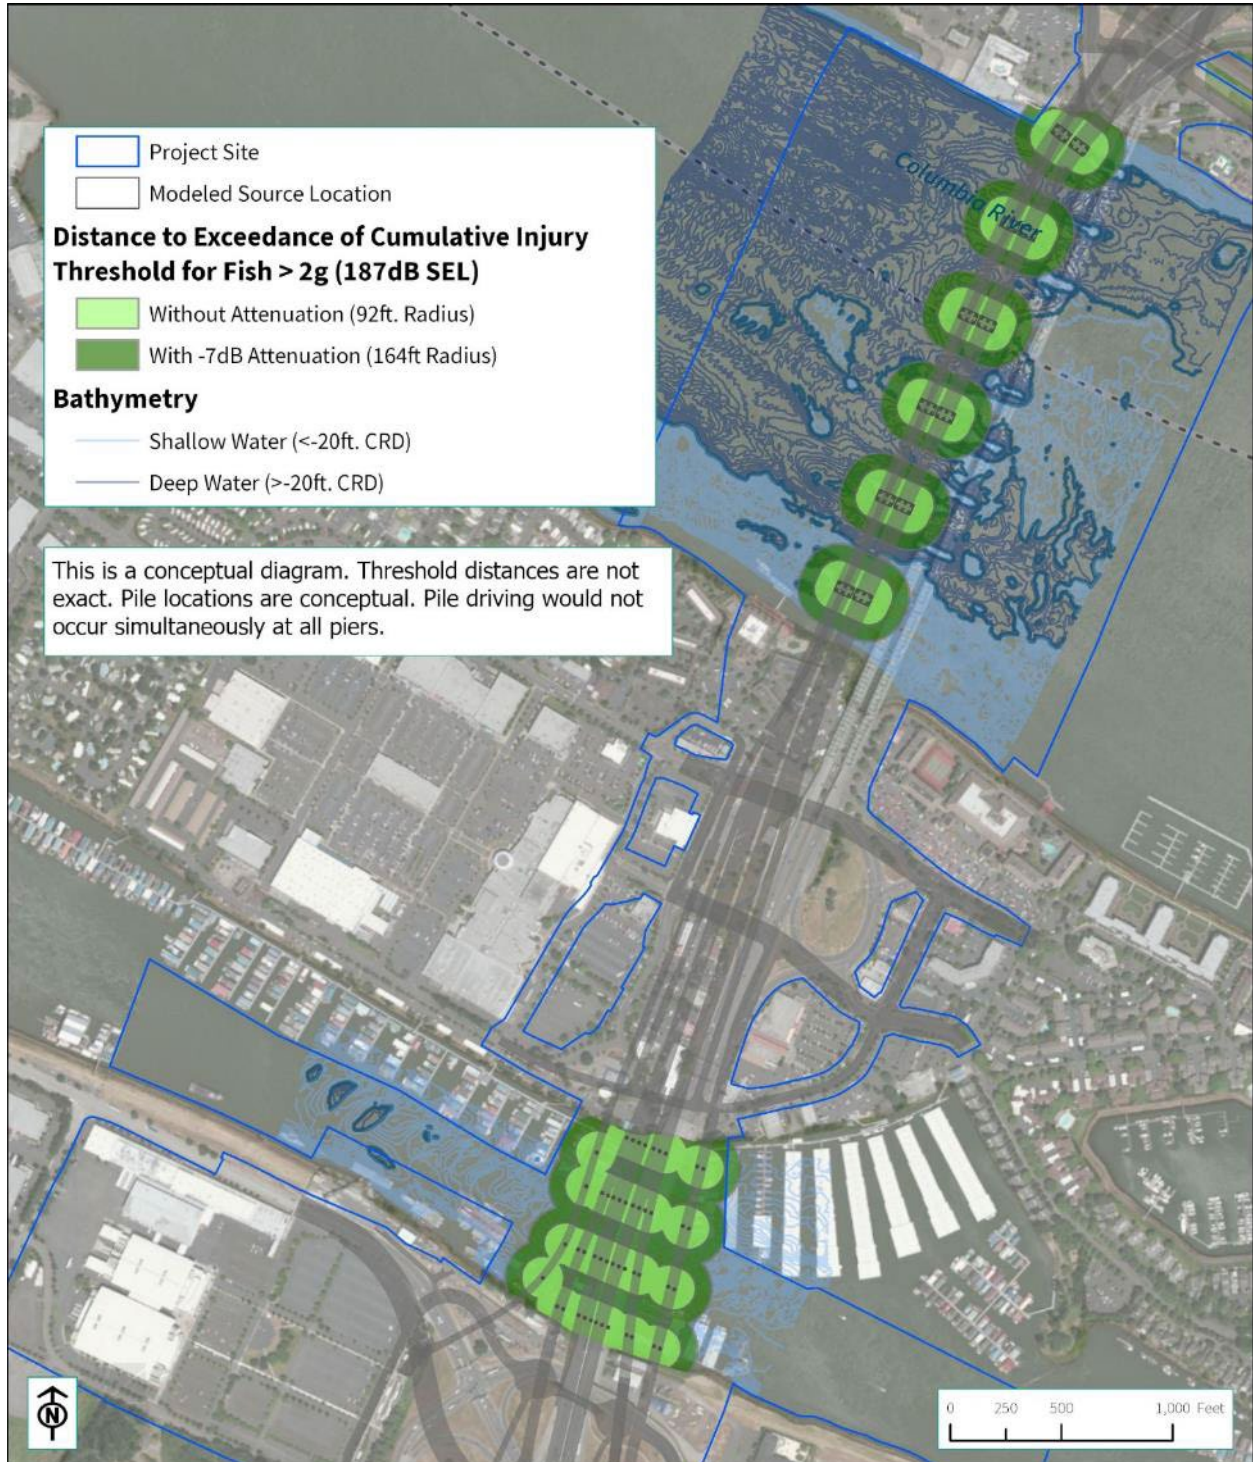 Columbia River
Project Site
Modeled Source Location
Distance to Exceedance of Cumulative Injury
Threshold for Fish > 2g (187dB SEL)
Without Attenuation (92ft. Radius)
With -7dB Attenuation (164ft Radius)
Bathymetry
Shallow Water (<-20ft. CRD)
Deep Water (>-20ft. CRD)
This is a conceptual diagram. Threshold distances are not
exact. Pile locations are conceptual. Pile driving would not
occur simultaneously at all piers.
N
0 250 500 1,000 Feet